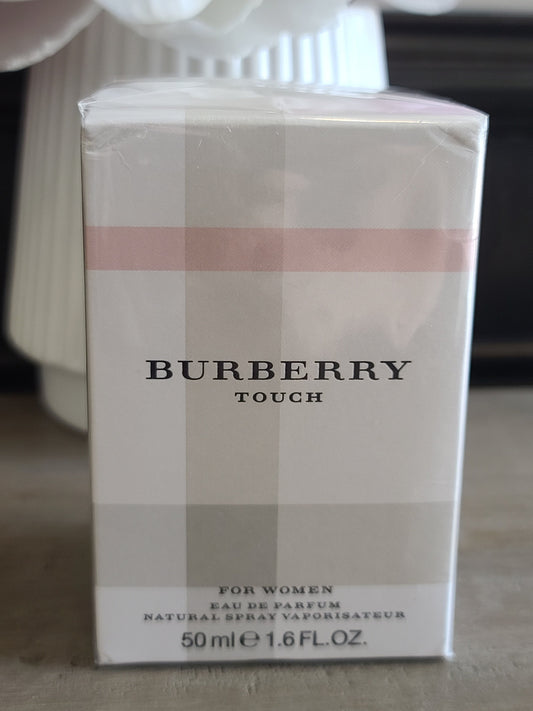 BURBERRY
TOUCH
FOR WOMEN
EAU DE PARFUM
NATURAL SPRAY VAPORISATEUR
50 ml ℮ 1.6 FL.OZ.